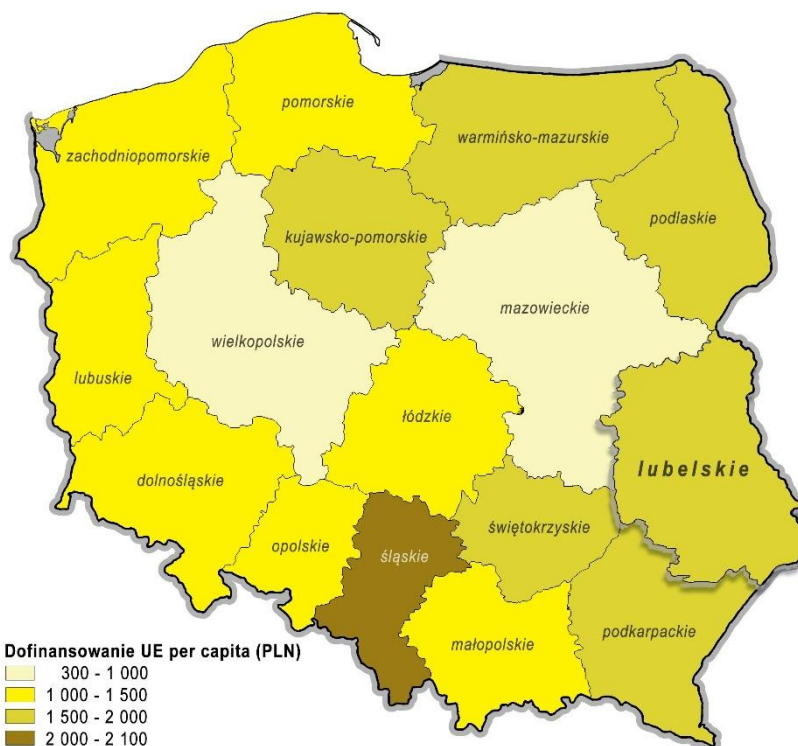 pomorskie
warmińsko-mazurskie
zachodniopomorskie
podlaskie
kujawsko-pomorskie
mazowieckie
wielkopolskie
lubuskie
łódzkie
lubelskie
dolnośląskie
świętokrzyskie
opolskie
śląskie
podkarpackie
małopolskie
Dofinansowanie UE per capita (PLN)
300 - 1 000
1 000 - 1 500
1 500 - 2 000
2 000 - 2 100